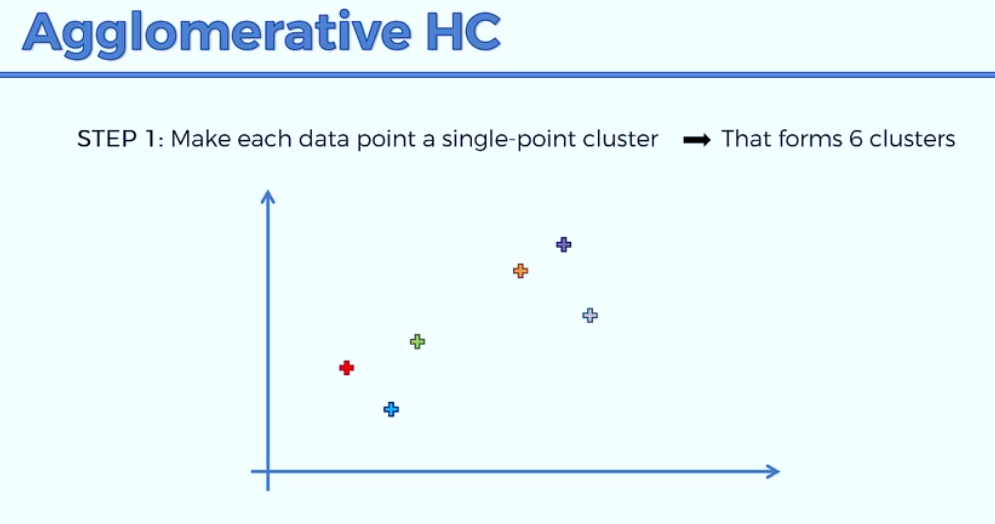 Agglomerative HC
STEP 1: Make each data point a single-point cluster ➡ That forms 6 clusters